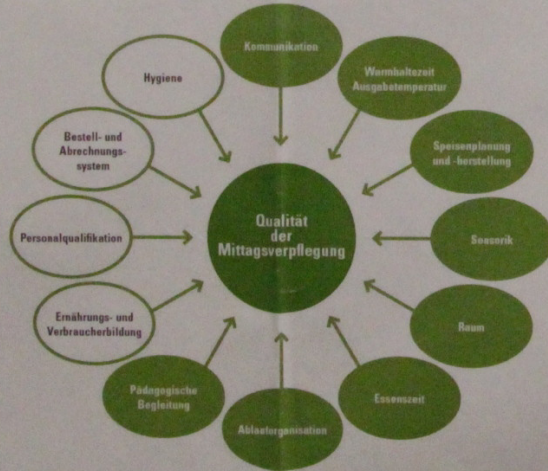 Kommunikation
Warmhaltezeit
Ausgabetemperatur
Speisenplanung
und -herstellung
Sensorik
Raum
Essenszeit
Ablauforganisation
Pädagogische
Begleitung
Ernährungs- und
Verbraucherbildung
Personalqualifikation
Bestell- und
Abrechnungs-
system
Hygiene
Qualität
der
Mittagsverpflegung